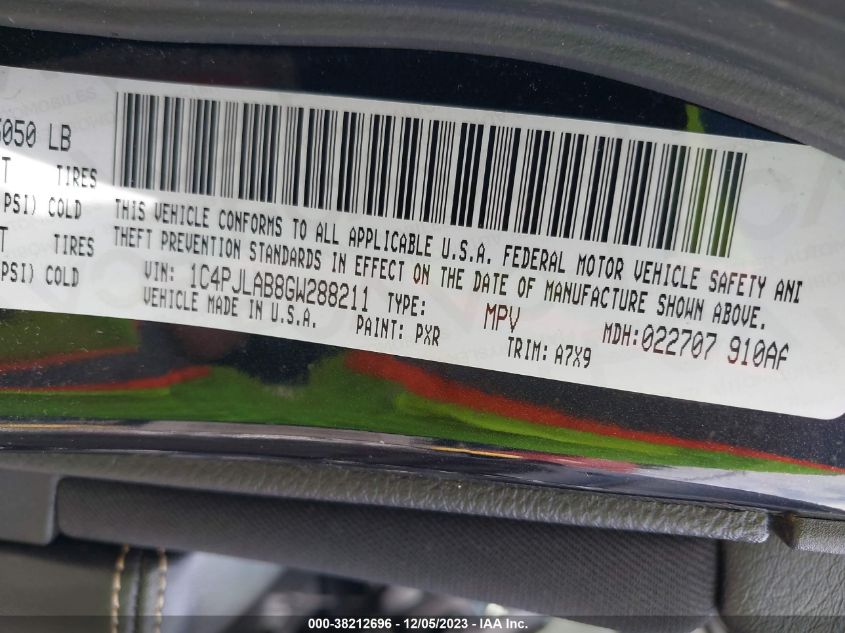 5050 LB
T TIRES
PSI) COLD
T TIRES
PSI) COLD
THIS VEHICLE CONFORMS TO ALL APPLICABLE U.S.A. FEDERAL MOTOR VEHICLE SAFETY AND
THEFT PREVENTION STANDARDS IN EFFECT ON THE DATE OF MANUFACTURE SHOWN ABOVE.
VIN: 1C4PJLAB8GW288211 TYPE: MPV MDH:022707 910AF
VEHICLE MADE IN U.S.A. PAINT: PXR TRIM: A7X9
000-38212696 - 12/05/2023 - IAA Inc.